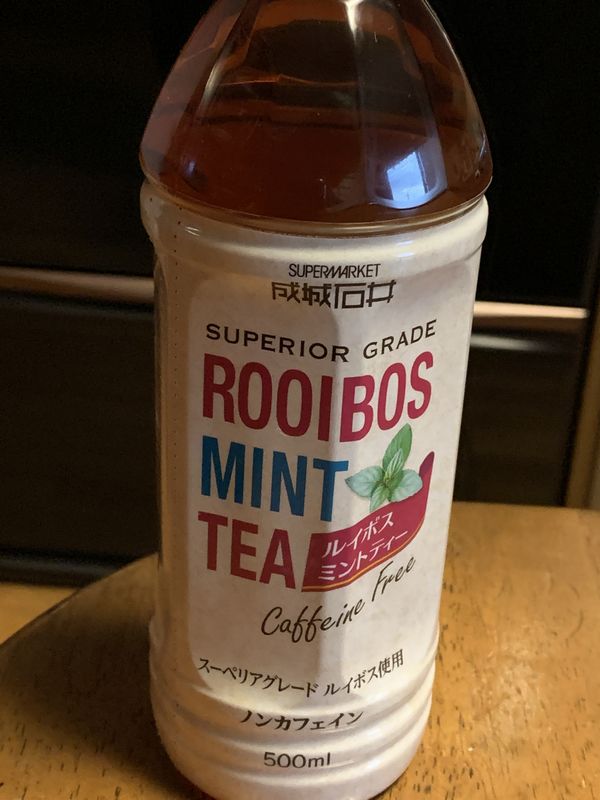 SUPERMARKET
成城石井
SUPERIOR GRADE
ROOIBOS
MINT
TEA
ルイボス
ミントティー
Caffeine Free
スーペリアグレード ルイボス使用
ノンカフェイン
500ml